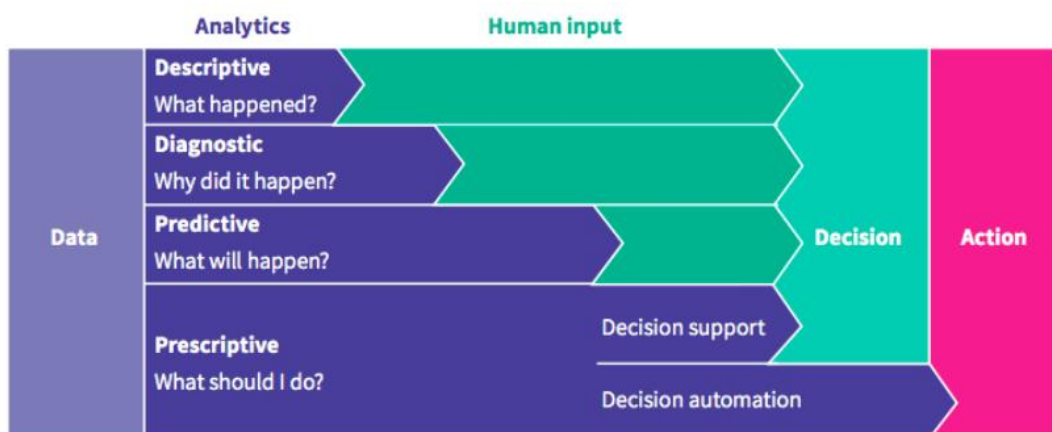 Analytics
Human input
Descriptive
What happened?
Diagnostic
Why did it happen?
Data
Predictive
What will happen?
Decision
Action
Prescriptive
What should I do?
Decision support
Decision automation